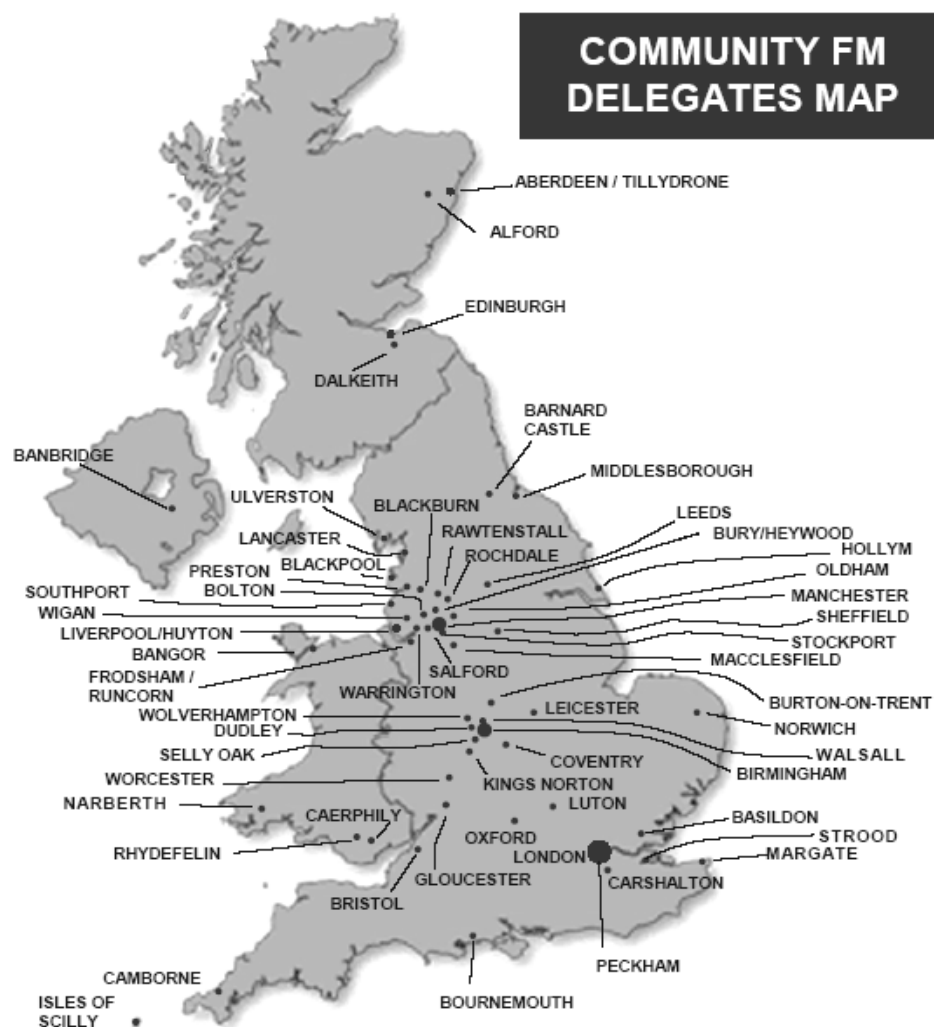 COMMUNITY FM
DELEGATES MAP
ABERDEEN / TILLYDRONE
ALFORD
EDINBURGH
DALKEITH
BARNARD
CASTLE
BANBRIDGE
MIDDLESBOROUGH
ULVERSTON
BLACKBURN
LEEDS
LANCASTER
RAWTENSTALL
BURY/HEYWOOD
BLACKPOOL
ROCHDALE
HOLLYM
PRESTON
OLDHAM
SOUTHPORT
BOLTON
MANCHESTER
WIGAN
SHEFFIELD
LIVERPOOL/HUYTON
STOCKPORT
BANGOR
SALFORD
MACCLESFIELD
FRODSHAM /
RUNCORN
WARRINGTON
BURTON-ON-TRENT
WOLVERHAMPTON
LEICESTER
NORWICH
DUDLEY
SELLY OAK
COVENTRY
WALSALL
BIRMINGHAM
WORCESTER
KINGS NORTON
NARBERTH
CAERPHILY
LUTON
BASILDON
OXFORD
STROOD
RHYDEFELIN
LONDON
MARGATE
GLOUCESTER
CARSHALTON
BRISTOL
PECKHAM
CAMBORNE
BOURNEMOUTH
ISLES OF
SCILLY